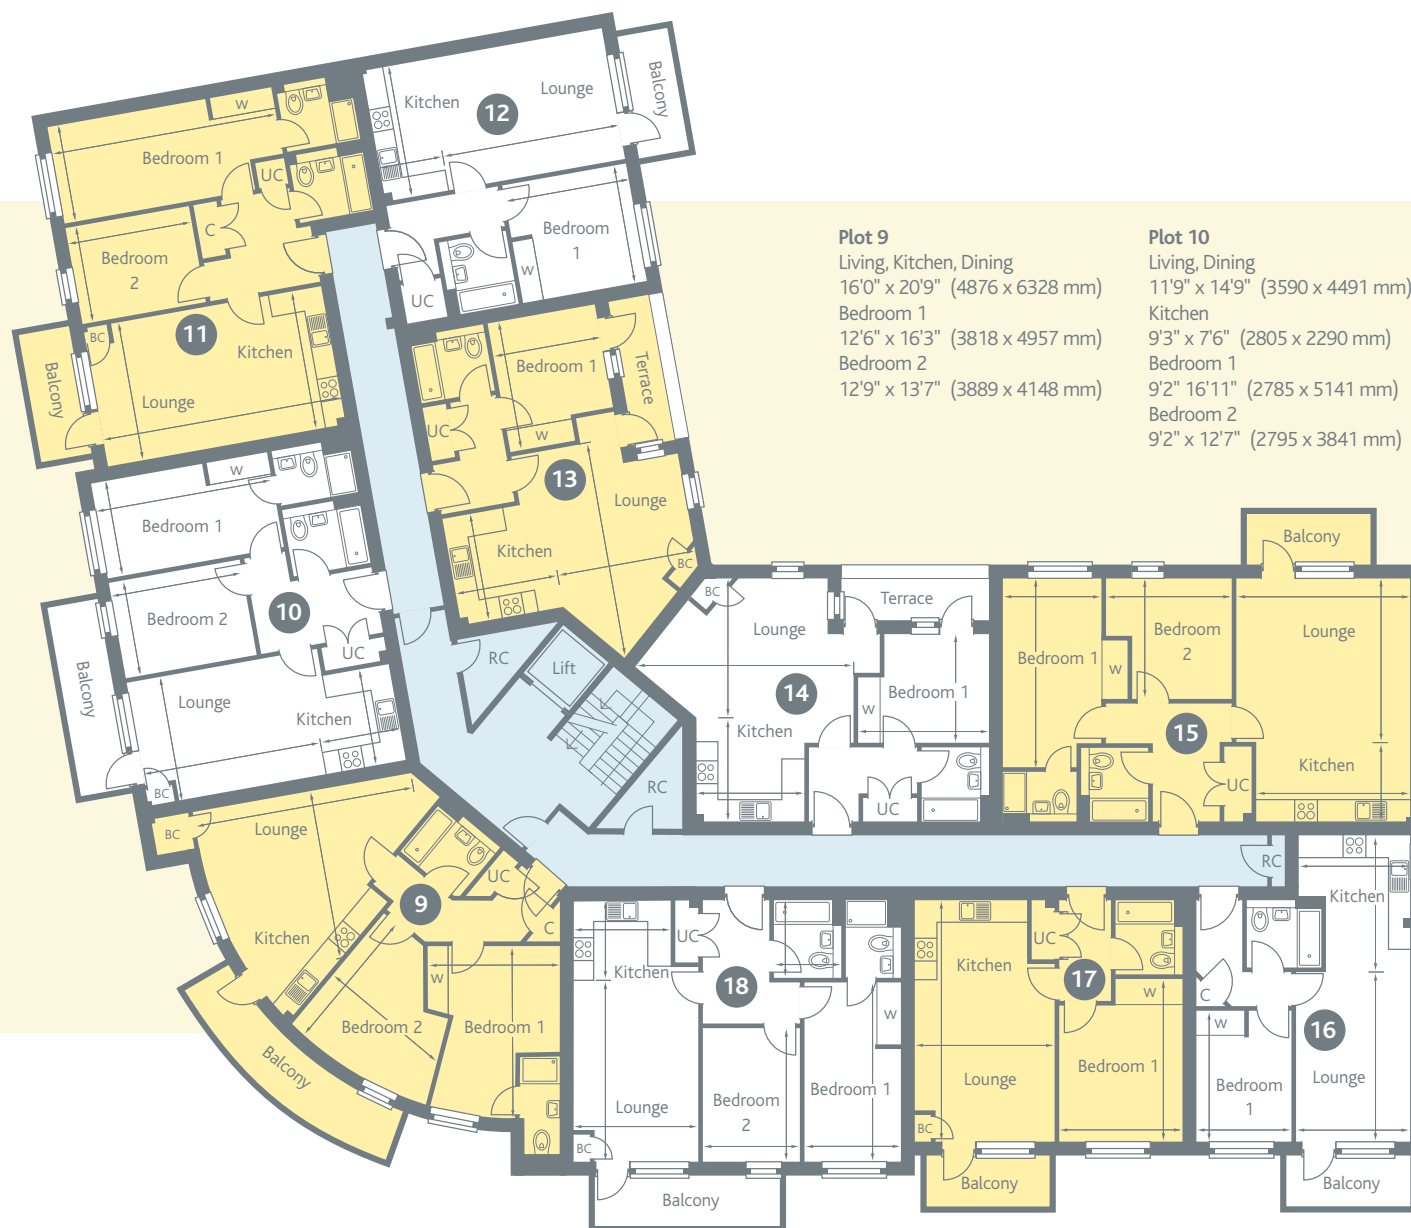 Plot 9
Living, Kitchen, Dining
16'0" x 20'9" (4876 x 6328 mm)
Bedroom 1
12'6" x 16'3" (3818 x 4957 mm)
Bedroom 2
12'9" x 13'7" (3889 x 4148 mm)
Plot 10
Living, Dining
11'9" x 14'9" (3590 x 4491 mm)
Kitchen
9'3" x 7'6" (2805 x 2290 mm)
Bedroom 1
9'2" 16'11" (2785 x 5141 mm)
Bedroom 2
9'2" x 12'7" (2795 x 3841 mm)
Kitchen
Lounge
12
Balcony
Bedroom
1
W
UC
W
Bedroom 1
UC
C
Bedroom
2
11
BC
Kitchen
Lounge
Balcony
Bedroom 1
Terrace
UC
W
13
Lounge
Kitchen
BC
W
Bedroom 1
10
Bedroom 2
UC
Lounge
Kitchen
Balcony
BC
RC
Lift
RC
BC
Lounge
Terrace
14
W
Bedroom 1
Kitchen
UC
Balcony
Bedroom 1
W
Bedroom
2
Lounge
15
UC
Kitchen
BC
Lounge
9
UC
C
Kitchen
W
Bedroom 2
Bedroom 1
Balcony
Kitchen
UC
18
W
Bedroom 1
Lounge
Bedroom
2
BC
Balcony
Kitchen
UC
17
W
Lounge
Bedroom 1
BC
Balcony
RC
Kitchen
C
W
16
Bedroom
1
Lounge
Balcony